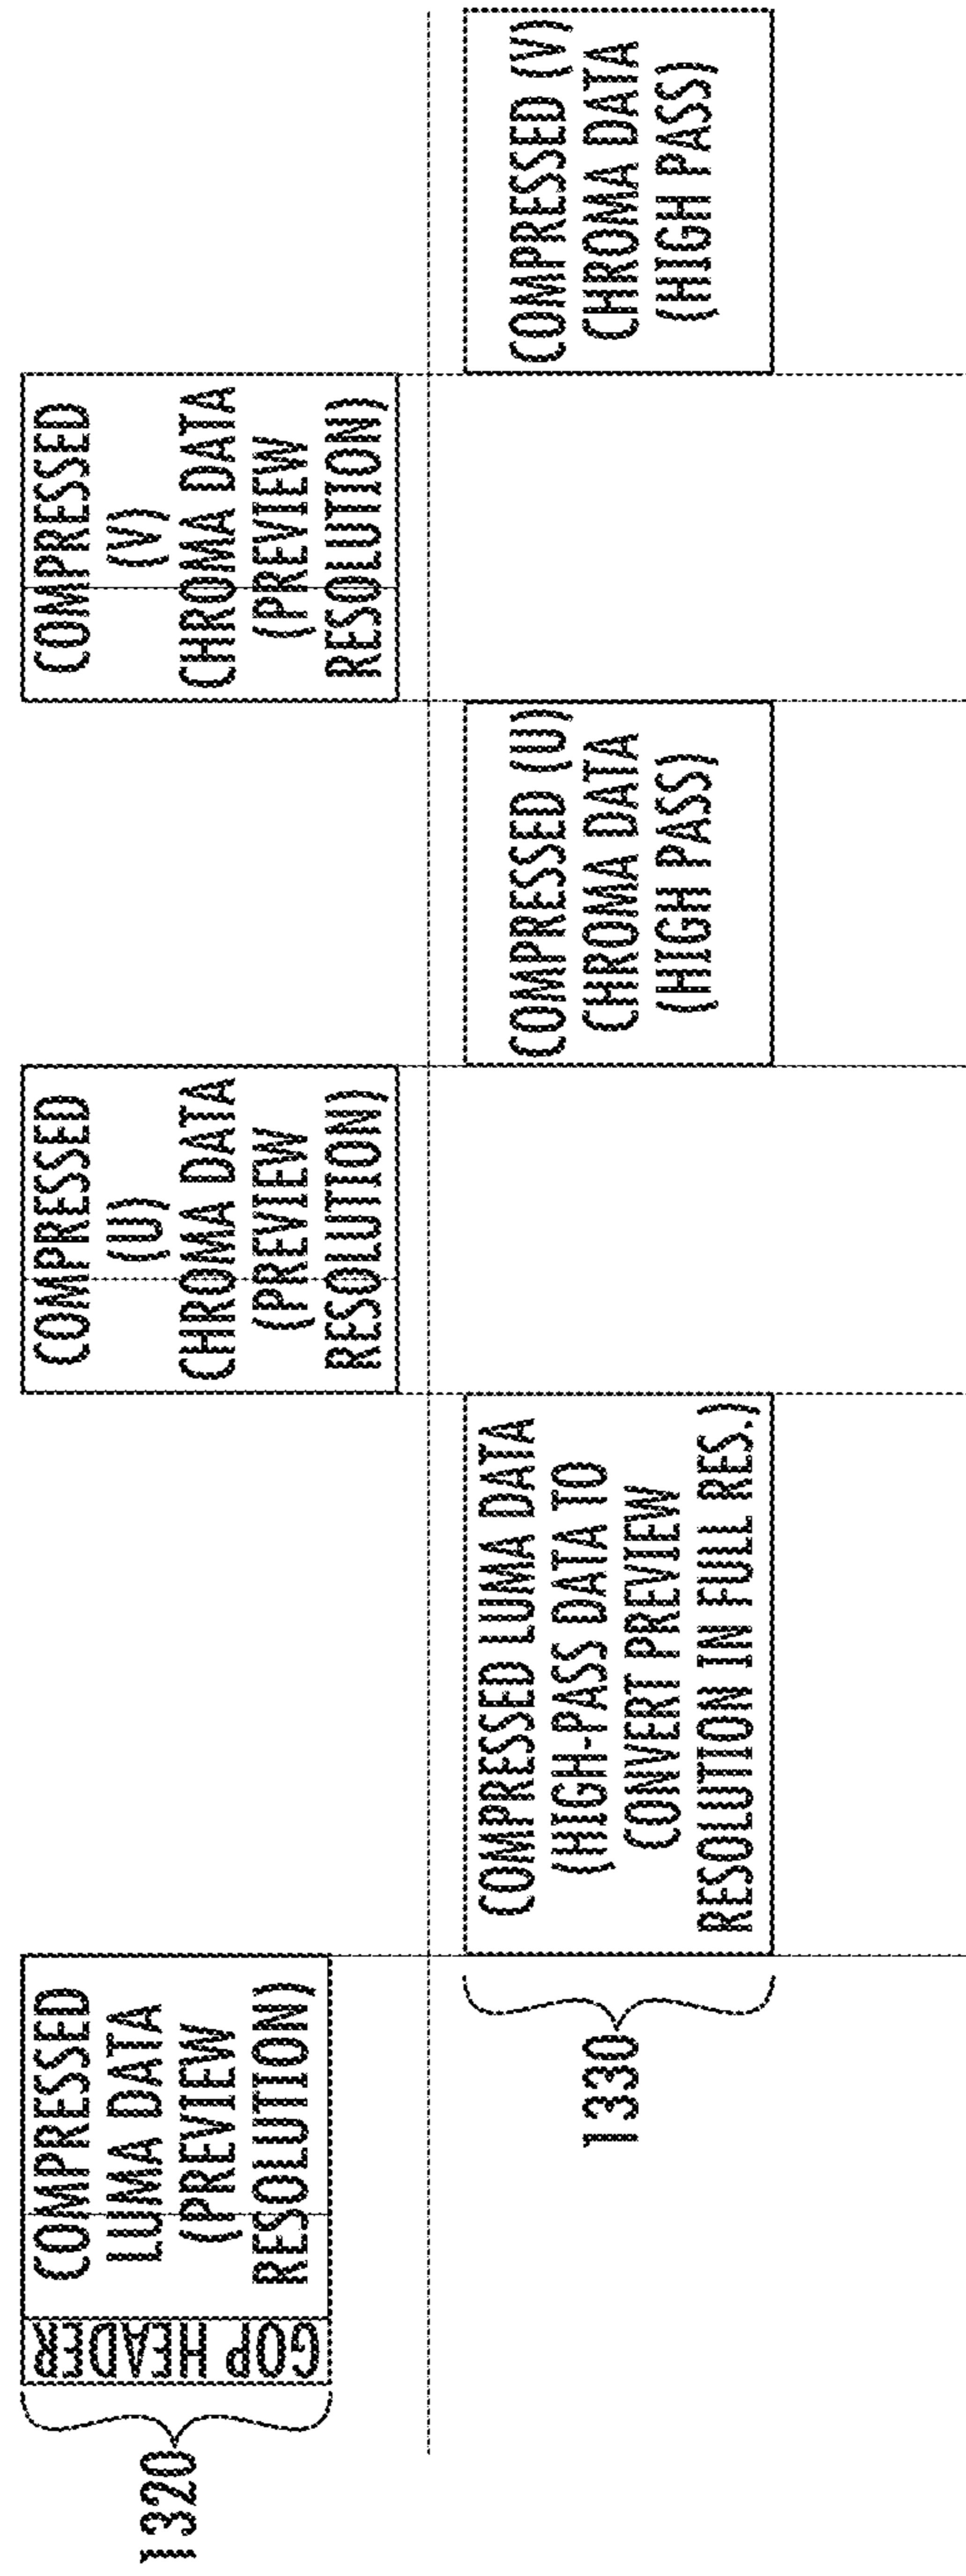 1320
GOP HEADER
COMPRESSED
LUMA DATA
(PREVIEW
RESOLUTION)
COMPRESSED
(U)
CHROMA DATA
(PREVIEW
RESOLUTION)
COMPRESSED
(V)
CHROMA DATA
(PREVIEW
RESOLUTION)
1330
COMPRESSED LUMA DATA
(HIGH-PASS DATA TO
CONVERT PREVIEW
RESOLUTION IN FULL RES.)
COMPRESSED (U)
CHROMA DATA
(HIGH PASS)
COMPRESSED (V)
CHROMA DATA
(HIGH PASS)